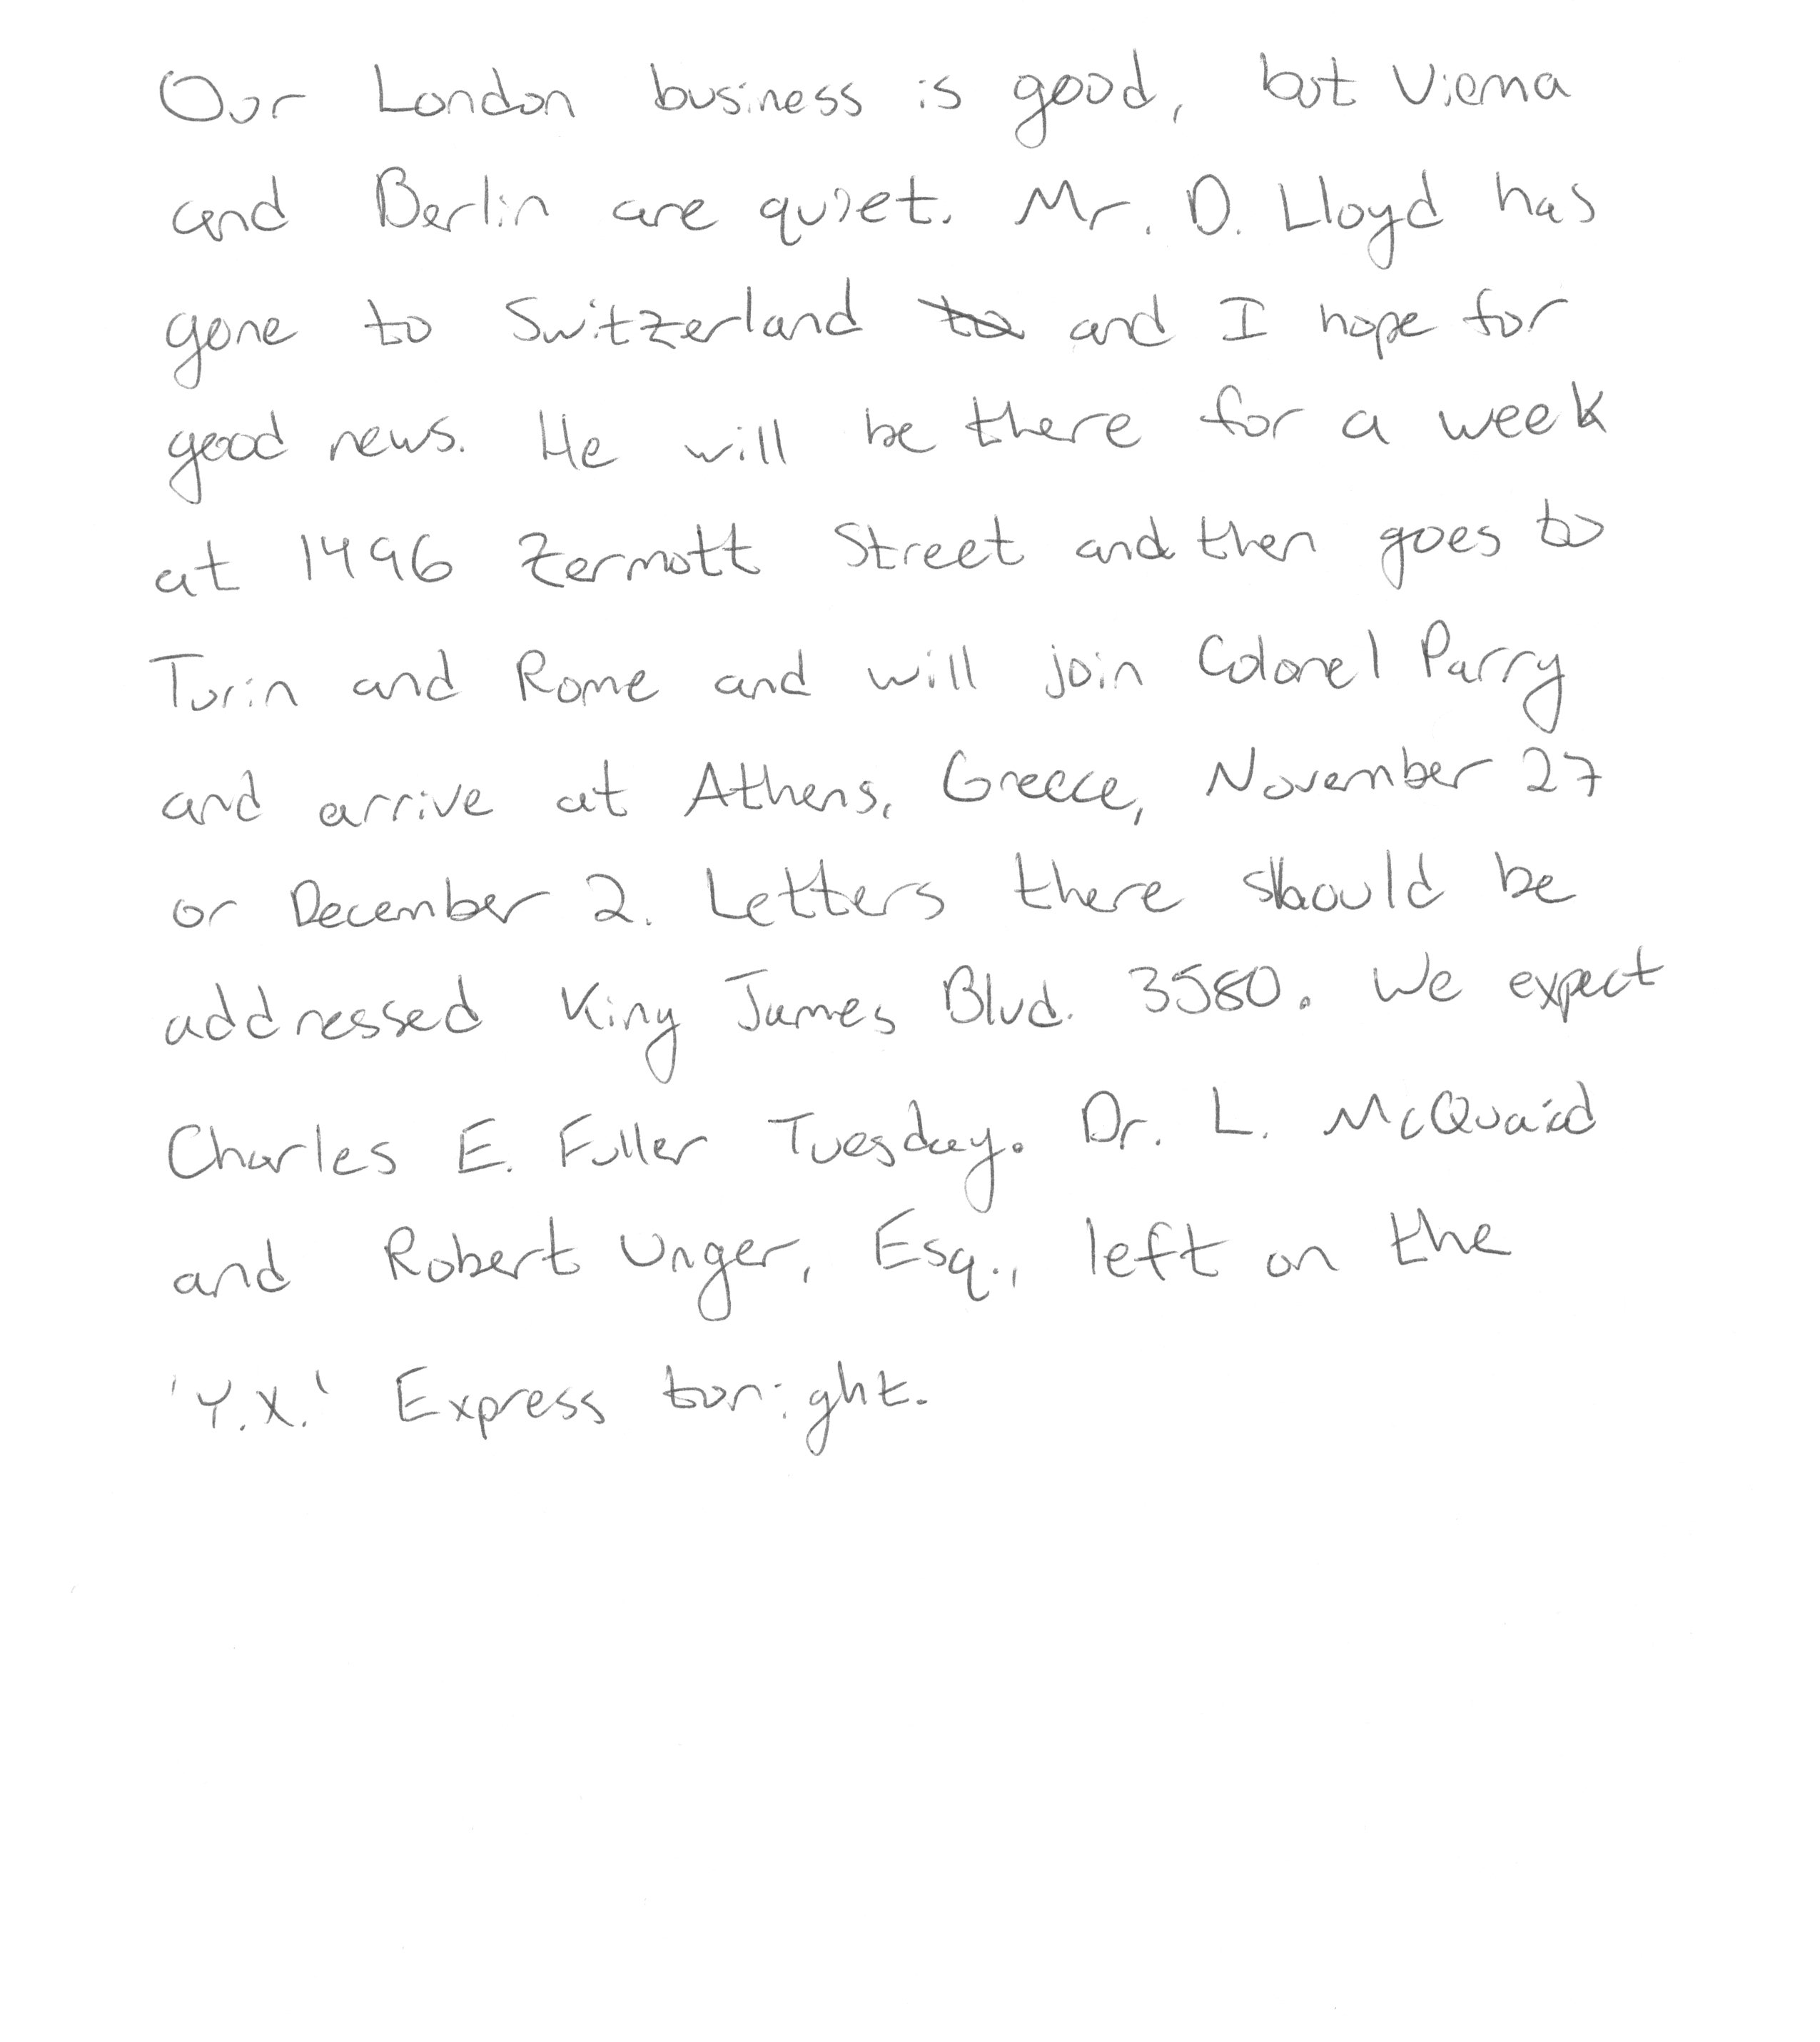 Our London business is good, but Vienna
and Berlin are quiet. Mr. D. Lloyd has
gone to Switzerland to and I hope for
good news. He will be there for a week
at 1496 Zermott Street and then goes to
Turin and Rome and will join Colonel Parry
and arrive at Athens, Greece, November 27
or December 2. Letters there should be
addressed King James Blvd. 3580. We expect
Charles E. Fuller Tuesday. Dr. L. McQuaid
and Robert Unger, Esq., left on the
'Y.X.' Express tonight.